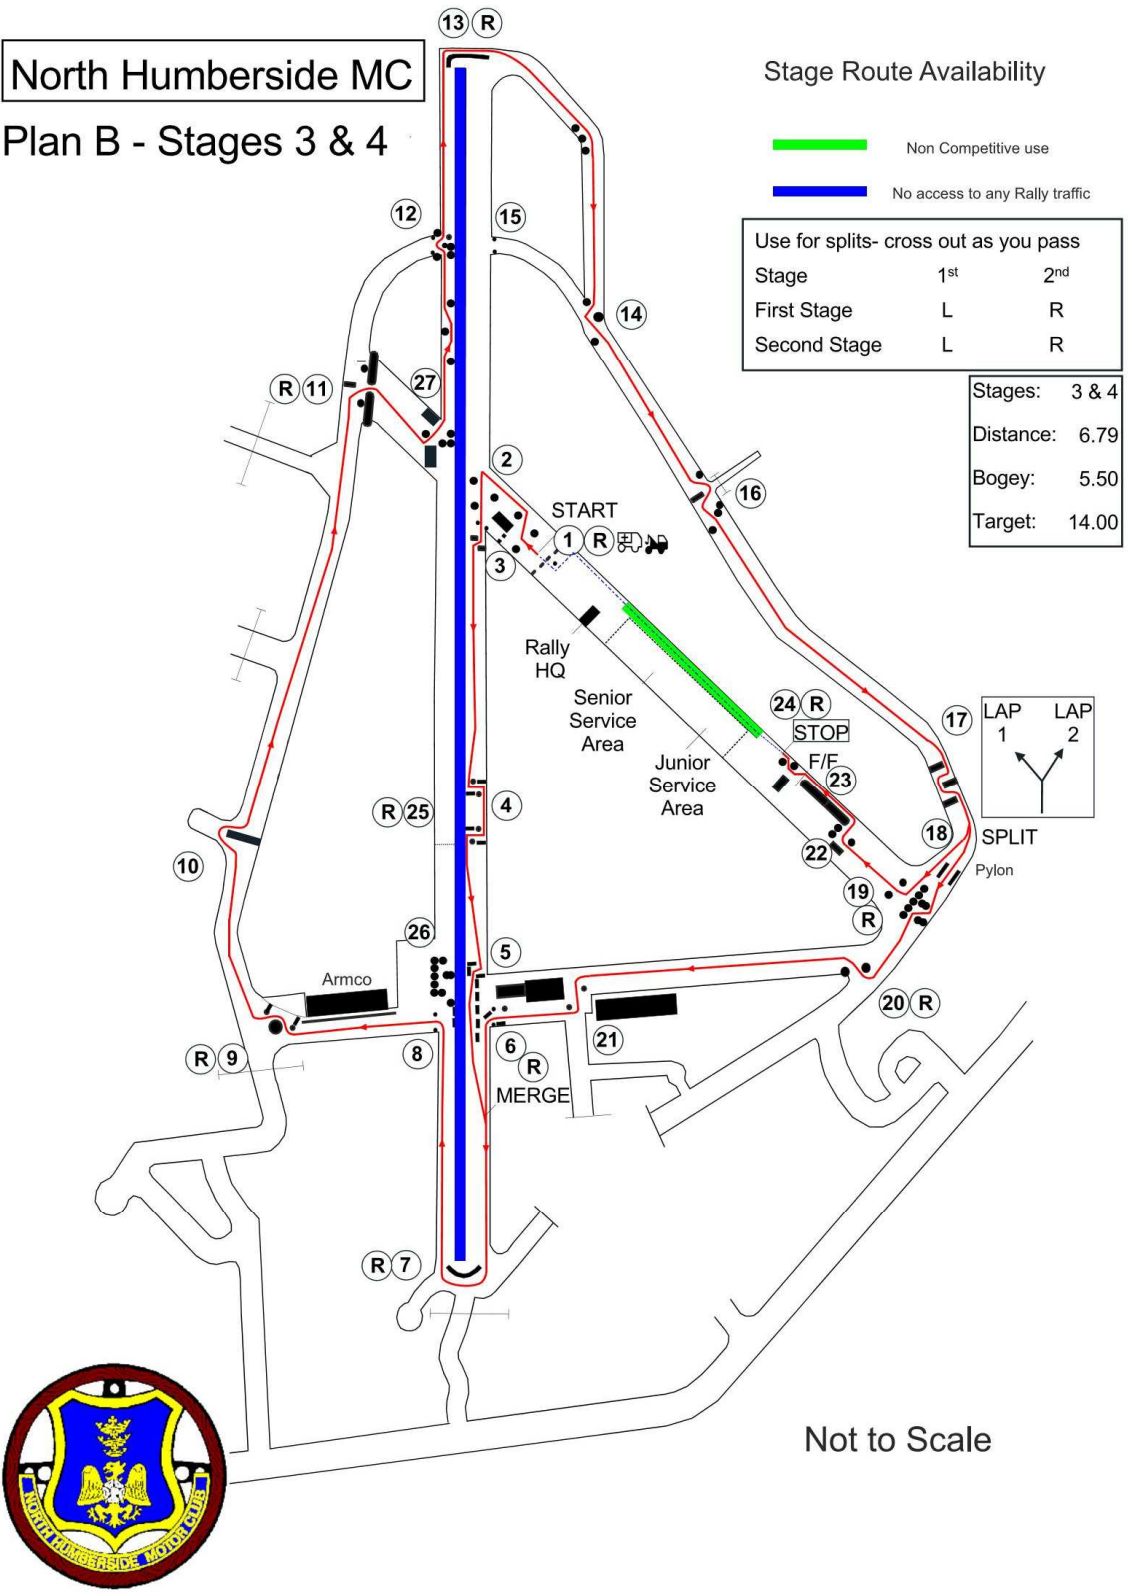 13 R
North Humberside MC
Plan B - Stages 3 & 4
Stage Route Availability
Non Competitive use
No access to any Rally traffic
Use for splits- cross out as you pass
Stage 1st 2nd
First Stage L R
Second Stage L R
Stages: 3 & 4
Distance: 6.79
Bogey: 5.50
Target: 14.00
12
15
14
R 11
27
2
16
START
1 R
3
Rally
HQ
Senior
Service
Area
Junior
Service
Area
24 R
STOP
F/F
23
17
LAP LAP
1 2
18
SPLIT
Pylon
R 25
4
22
10
19
R
26
5
Armco
20 R
21
R 9
8
6
R
MERGE
R 7
Not to Scale
NORTH HUMBERSIDE MOTOR CLUB